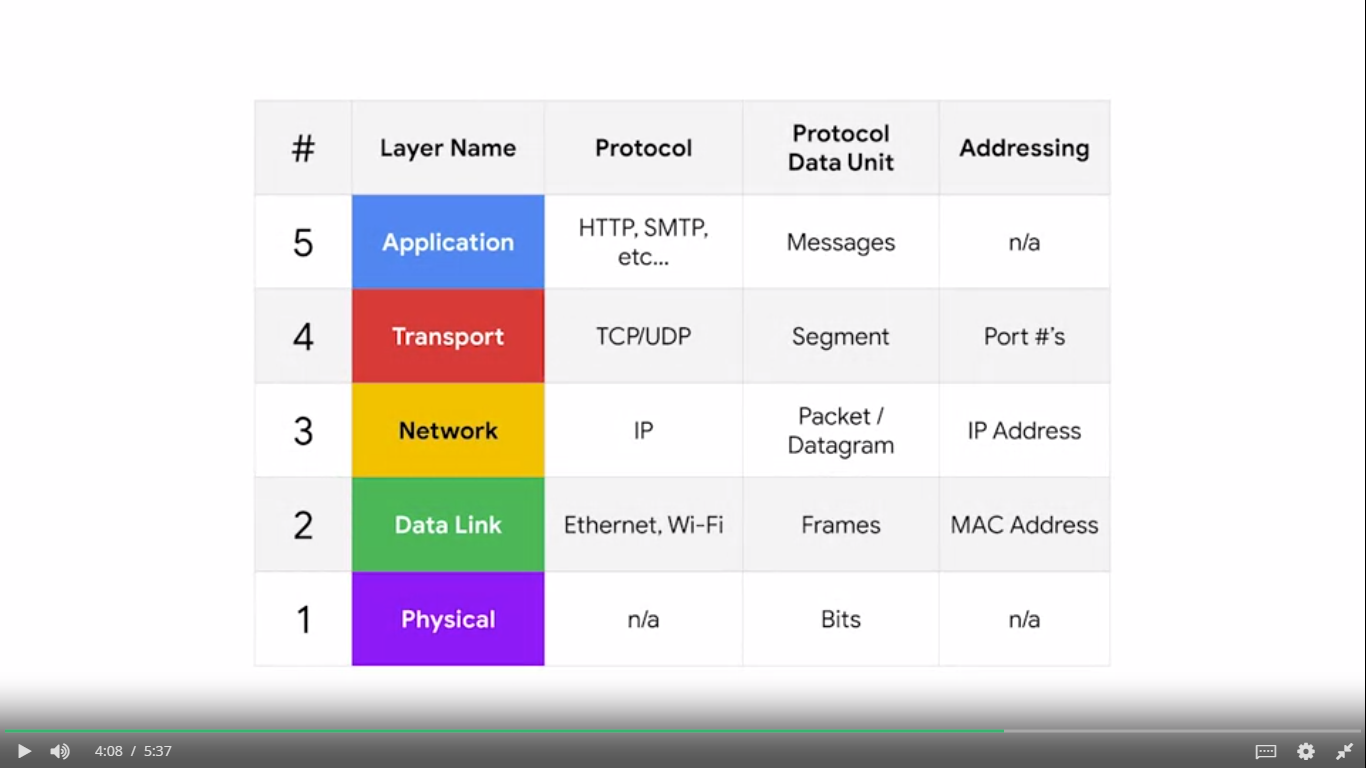 # Layer Name Protocol Protocol Data Unit Addressing
5 Application HTTP, SMTP, etc... Messages n/a
4 Transport TCP/UDP Segment Port #'s
3 Network IP Packet / Datagram IP Address
2 Data Link Ethernet, Wi-Fi Frames MAC Address
1 Physical n/a Bits n/a
4:08 / 5:37